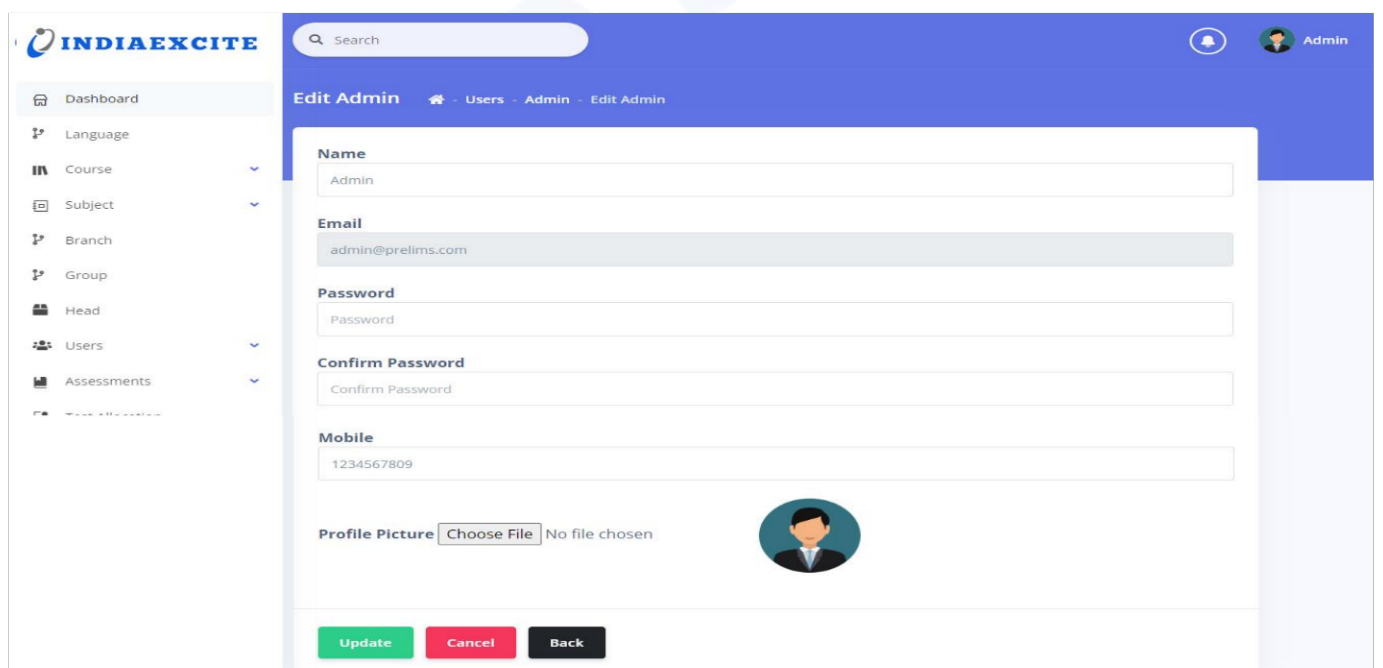 INDIAEXCITE
Search
Admin
Dashboard
Language
Course
Subject
Branch
Group
Head
Users
Assessments
Test Allocation
Edit Admin - Users - Admin - Edit Admin
Name
Admin
Email
admin@prelims.com
Password
Password
Confirm Password
Confirm Password
Mobile
1234567809
Profile Picture Choose File No file chosen
Update Cancel Back